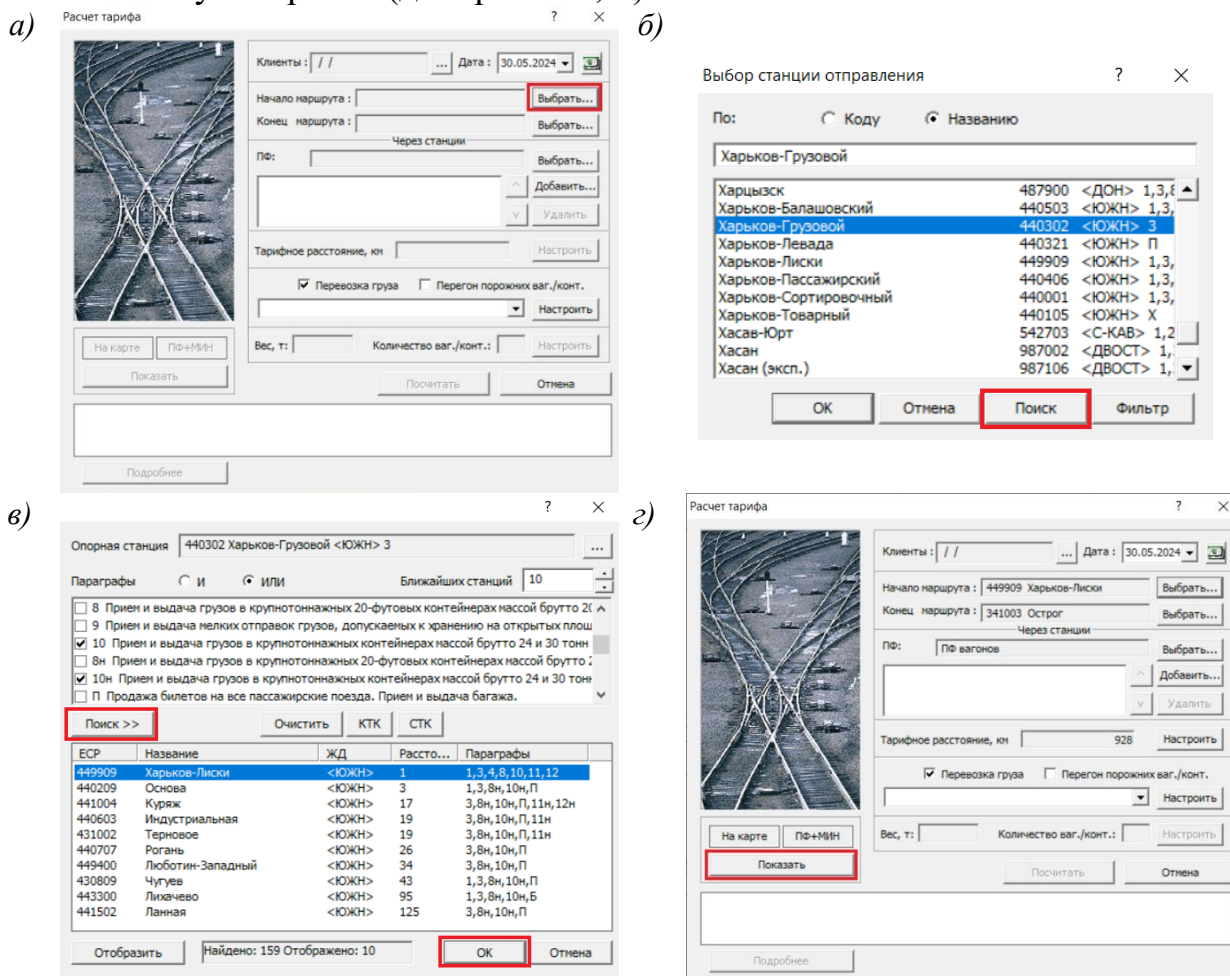 а)
Расчет тарифа ? ×
Клиенты : / / ... Дата : 30.05.2024
Начало маршрута : Выбрать...
Конец маршрута : Выбрать...
Через станции
ПФ: Выбрать...
^ Добавить...
v Удалить
Тарифное расстояние, км Настроить
Перевозка груза Перегон порожних ваг./конт.
Настроить
На карте ПФ+МИН
Вес, т: Количество ваг./конт.: Настроить
Показать
Посчитать Отмена
Подробнее
б)
Выбор станции отправления ? ×
По: Коду Названию
Харьков-Грузовой
Харцызск 487900 <ДОН> 1,3,8
Харьков-Балашовский 440503 <ЮЖН> 1,3,
Харьков-Грузовой 440302 <ЮЖН> 3
Харьков-Левада 440321 <ЮЖН> П
Харьков-Лиски 449909 <ЮЖН> 1,3,
Харьков-Пассажирский 440406 <ЮЖН> 1,3,
Харьков-Сортировочный 440001 <ЮЖН> 1,3,
Харьков-Товарный 440105 <ЮЖН> Х
Хасав-Юрт 542703 <С-КАВ> 1,2
Хасан 987002 <ДВОСТ> 1,
Хасан (эксп.) 987106 <ДВОСТ> 1,
ОК Отмена Поиск Фильтр
в)
? ×
Опорная станция 440302 Харьков-Грузовой <ЮЖН> 3 ...
Параграфы И ИЛИ Ближайших станций 10
8 Прием и выдача грузов в крупнотоннажных 20-футовых контейнерах массой брутто 20
9 Прием и выдача мелких отправок грузов, допускаемых к хранению на открытых площ
10 Прием и выдача грузов в крупнотоннажных контейнерах массой брутто 24 и 30 тонн
8н Прием и выдача грузов в крупнотоннажных 20-футовых контейнерах массой брутто
10н Прием и выдача грузов в крупнотоннажных контейнерах массой брутто 24 и 30 тонн
П Продажа билетов на все пассажирские поезда. Прием и выдача багажа.
Поиск >> Очистить КТК СТК
ЕСР Название ЖД Рассто... Параграфы
449909 Харьков-Лиски <ЮЖН> 1 1,3,4,8,10,11,12
440209 Основа <ЮЖН> 3 1,3,8н,10н,П
441004 Куряж <ЮЖН> 17 3,8н,10н,П,11н,12н
440603 Индустриальная <ЮЖН> 19 3,8н,10н,П,11н
431002 Терновое <ЮЖН> 19 3,8н,10н,П,11н
440707 Рогань <ЮЖН> 26 3,8н,10н,П
449400 Люботин-Западный <ЮЖН> 34 3,8н,10н,П
430809 Чугуев <ЮЖН> 43 1,3,8н,10н,П
443300 Лихачево <ЮЖН> 95 1,3,8н,10н,Б
441502 Ланная <ЮЖН> 125 3,8н,10н,П
Отобразить Найдено: 159 Отображено: 10 ОК Отмена
г)
Расчет тарифа ? ×
Клиенты : / / ... Дата : 30.05.2024
Начало маршрута : 449909 Харьков-Лиски Выбрать...
Конец маршрута : 341003 Острог Выбрать...
Через станции
ПФ: ПФ вагонов Выбрать...
^ Добавить...
v Удалить
Тарифное расстояние, км 928 Настроить
Перевозка груза Перегон порожних ваг./конт.
Настроить
На карте ПФ+МИН
Вес, т: Количество ваг./конт.: Настроить
Показать
Посчитать Отмена
Подробнее